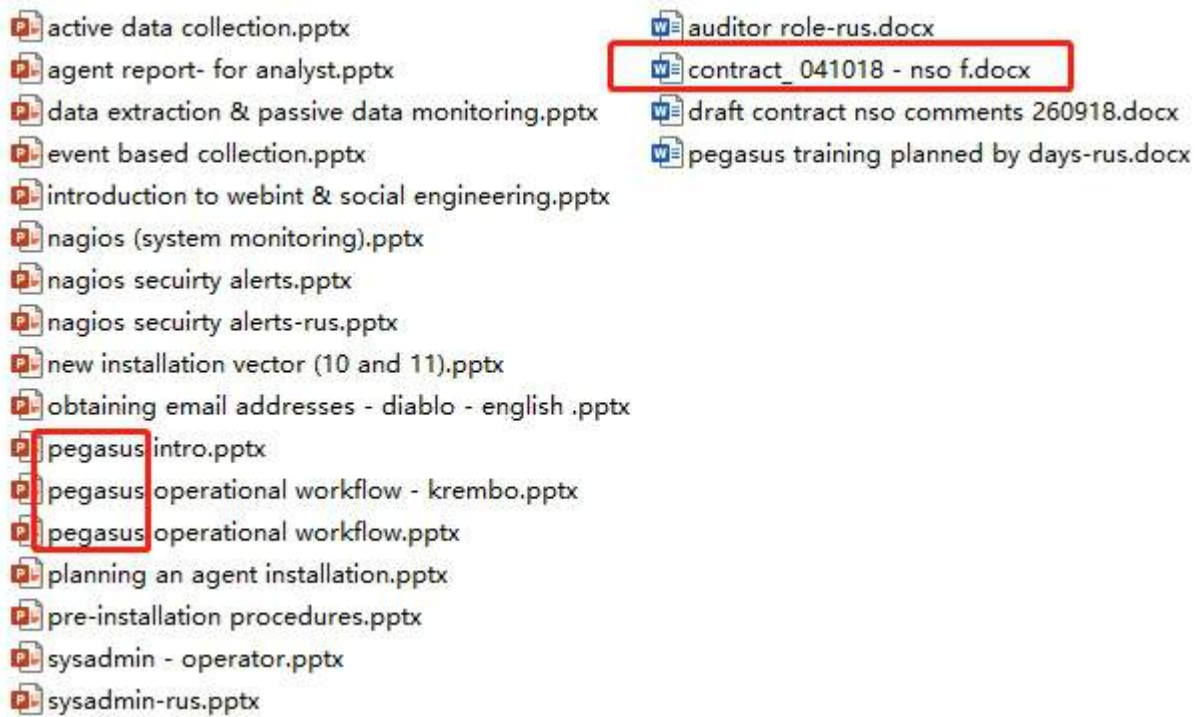 active data collection.pptx
agent report- for analyst.pptx
data extraction & passive data monitoring.pptx
event based collection.pptx
introduction to webint & social engineering.pptx
nagios (system monitoring).pptx
nagios secuirty alerts.pptx
nagios secuirty alerts-rus.pptx
new installation vector (10 and 11).pptx
obtaining email addresses - diablo - english .pptx
pegasus intro.pptx
pegasus operational workflow - krembo.pptx
pegasus operational workflow.pptx
planning an agent installation.pptx
pre-installation procedures.pptx
sysadmin - operator.pptx
sysadmin-rus.pptx
auditor role-rus.docx
contract_ 041018 - nso f.docx
draft contract nso comments 260918.docx
pegasus training planned by days-rus.docx